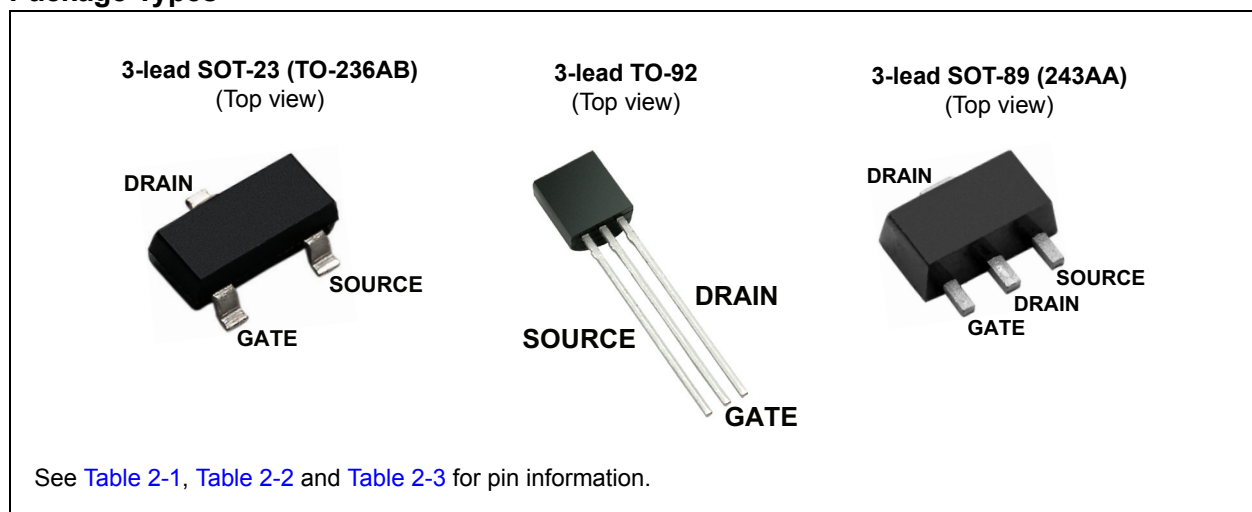 Package Types
3-lead SOT-23 (TO-236AB)
(Top view)
DRAIN
SOURCE
GATE
3-lead TO-92
(Top view)
DRAIN
SOURCE
GATE
3-lead SOT-89 (243AA)
(Top view)
DRAIN
SOURCE
DRAIN
GATE
See Table 2-1, Table 2-2 and Table 2-3 for pin information.